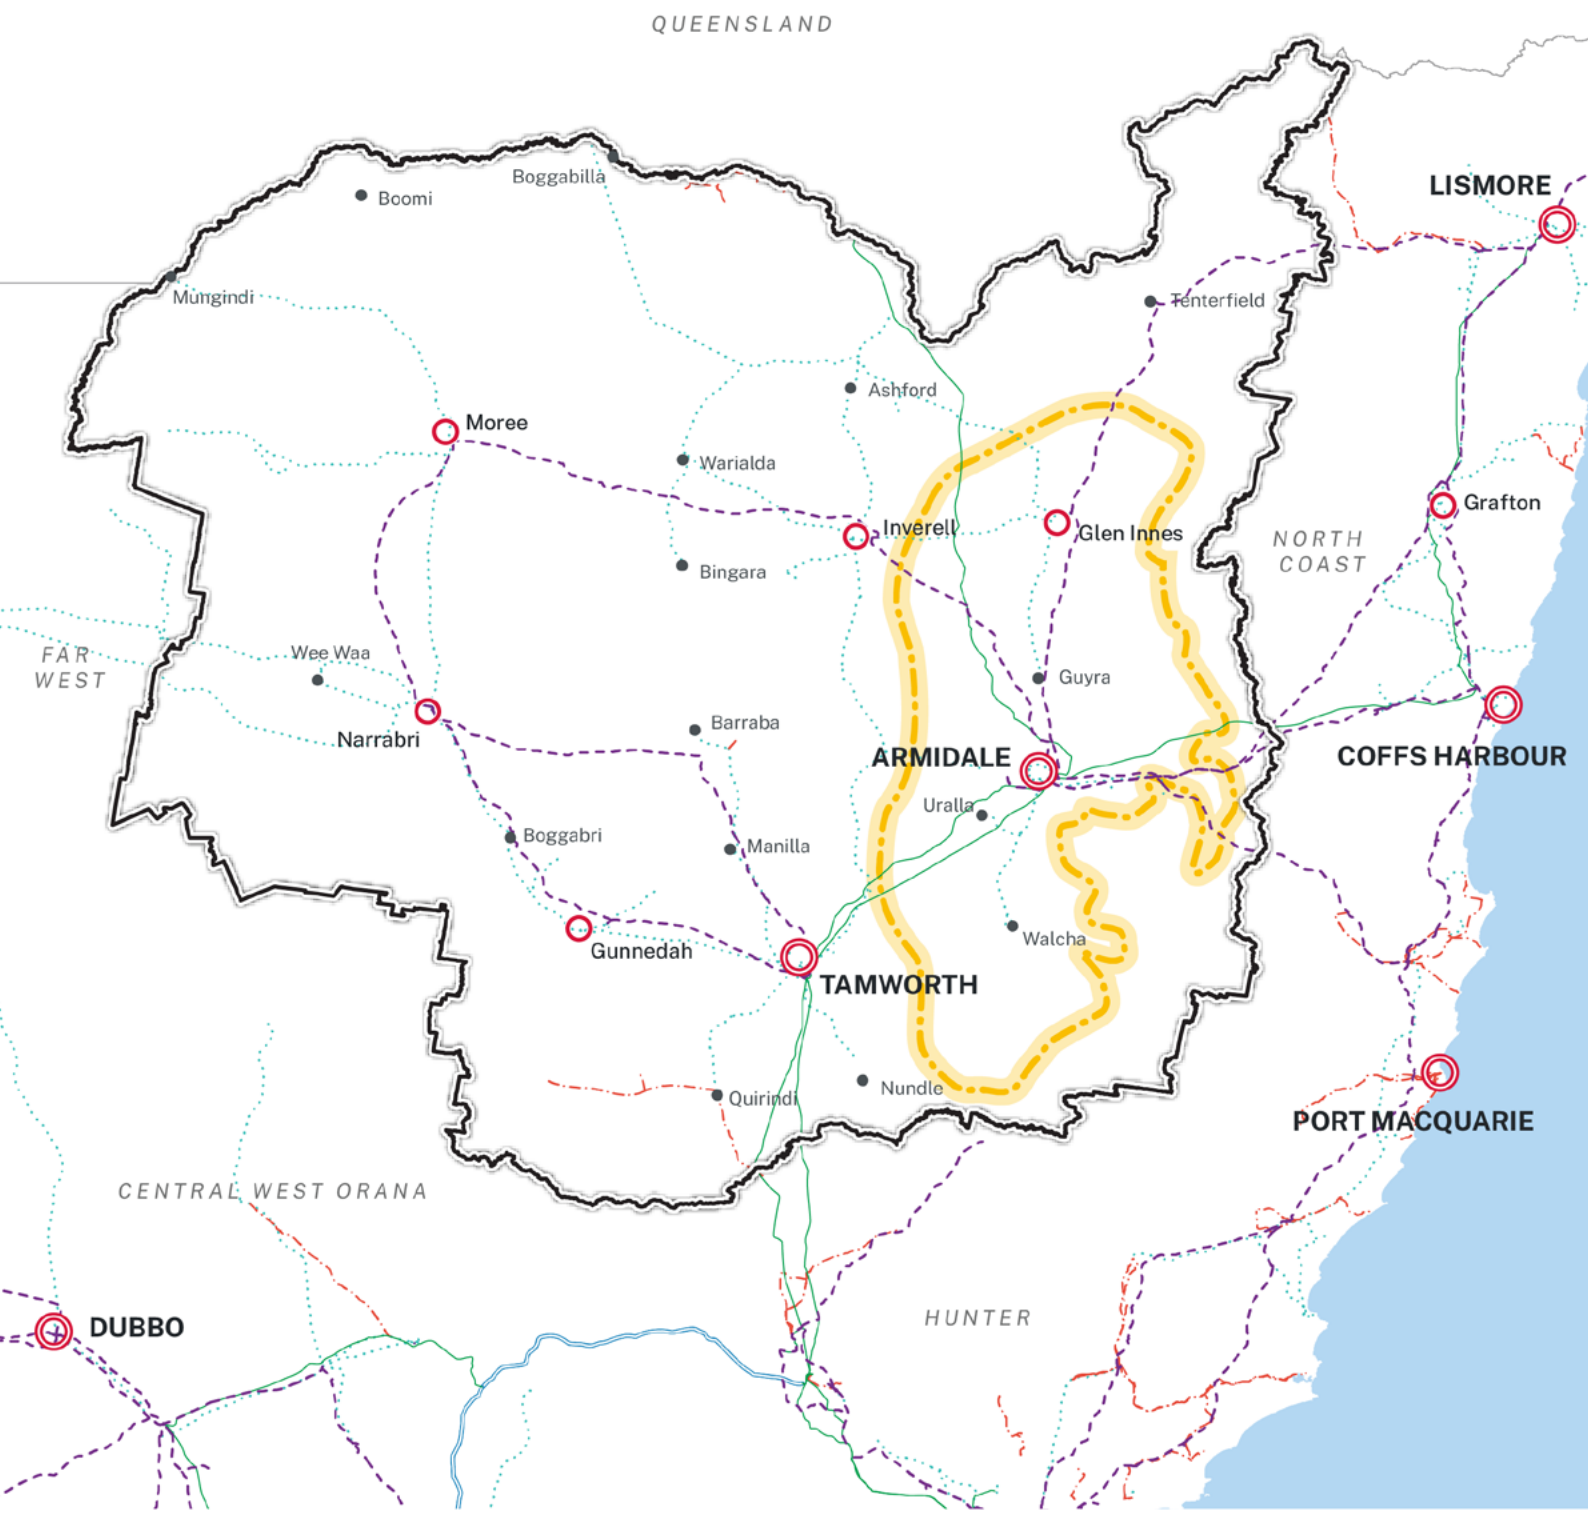 QUEENSLAND
LISMORE
Boggabilla
Boomi
Mungindi
Tenterfield
Ashford
Moree
Warialda
Grafton
Inverell
Glen Innes
NORTH
COAST
Bingara
Wee Waa
FAR
WEST
Guyra
Barraba
Narrabri
ARMIDALE
COFFS HARBOUR
Uralla
Boggabri
Manilla
Walcha
Gunnedah
TAMWORTH
Nundle
Quirindi
PORT MACQUARIE
CENTRAL WEST ORANA
HUNTER
DUBBO